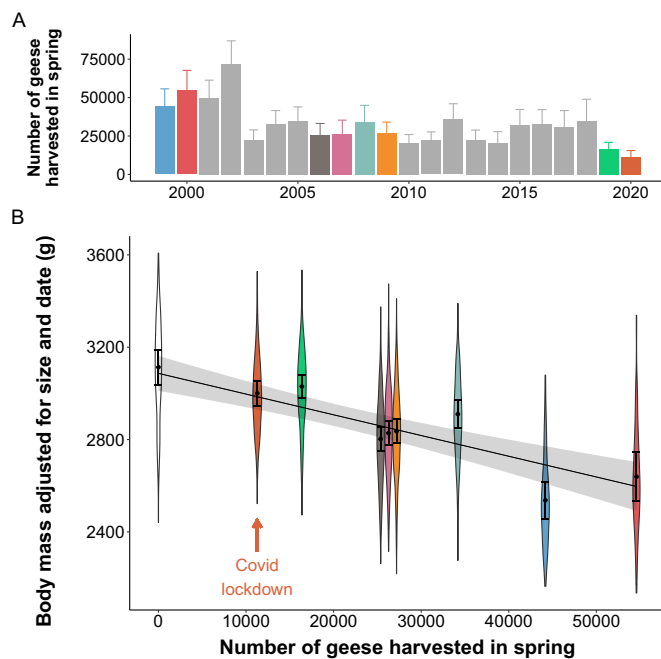 A
Number of geese
harvested in spring
75000
50000
25000
0
2000
2005
2010
2015
2020
B
Body mass adjusted for size and date (g)
3600
3200
2800
2400
Covid
lockdown
0
10000
20000
30000
40000
50000
Number of geese harvested in spring